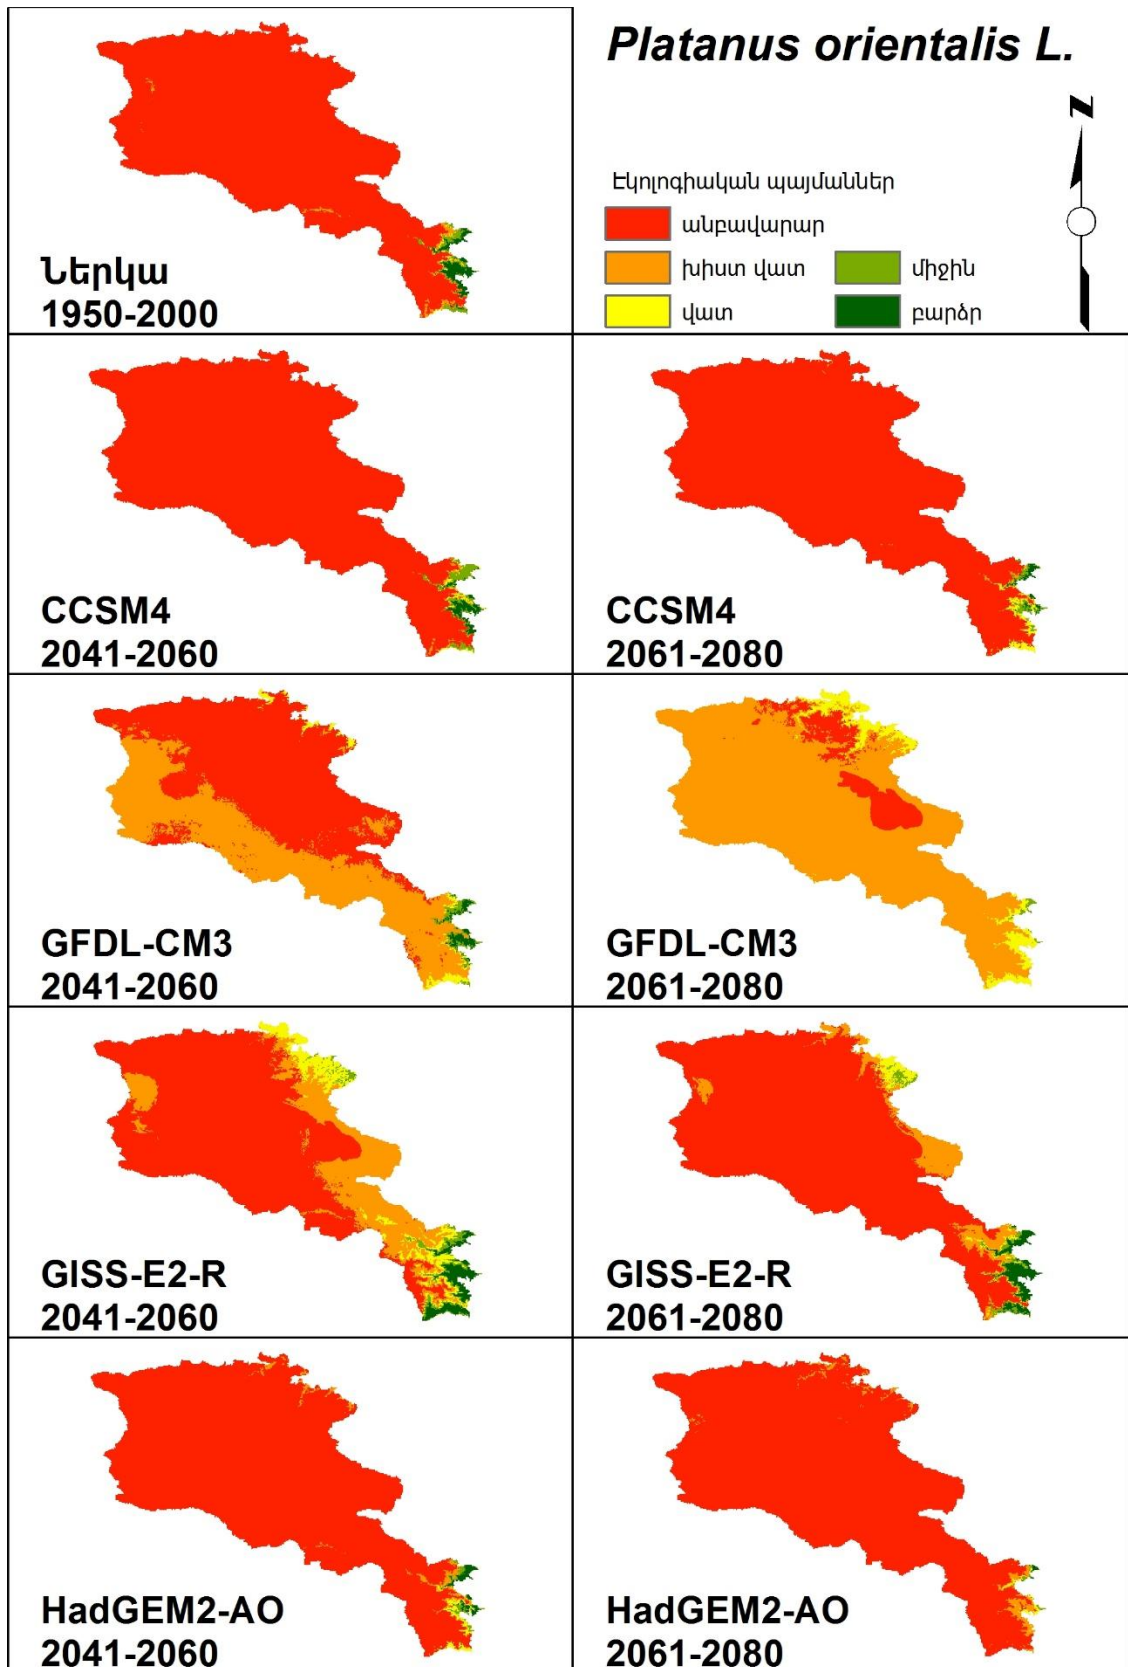 Platanus orientalis L.
N
Էկոլոգիական պայմաններ
անբավարար
խիստ վատ
միջին
վատ
բարձր
Ներկա
1950-2000
CCSM4
2041-2060
CCSM4
2061-2080
GFDL-CM3
2041-2060
GFDL-CM3
2061-2080
GISS-E2-R
2041-2060
GISS-E2-R
2061-2080
HadGEM2-AO
2041-2060
HadGEM2-AO
2061-2080